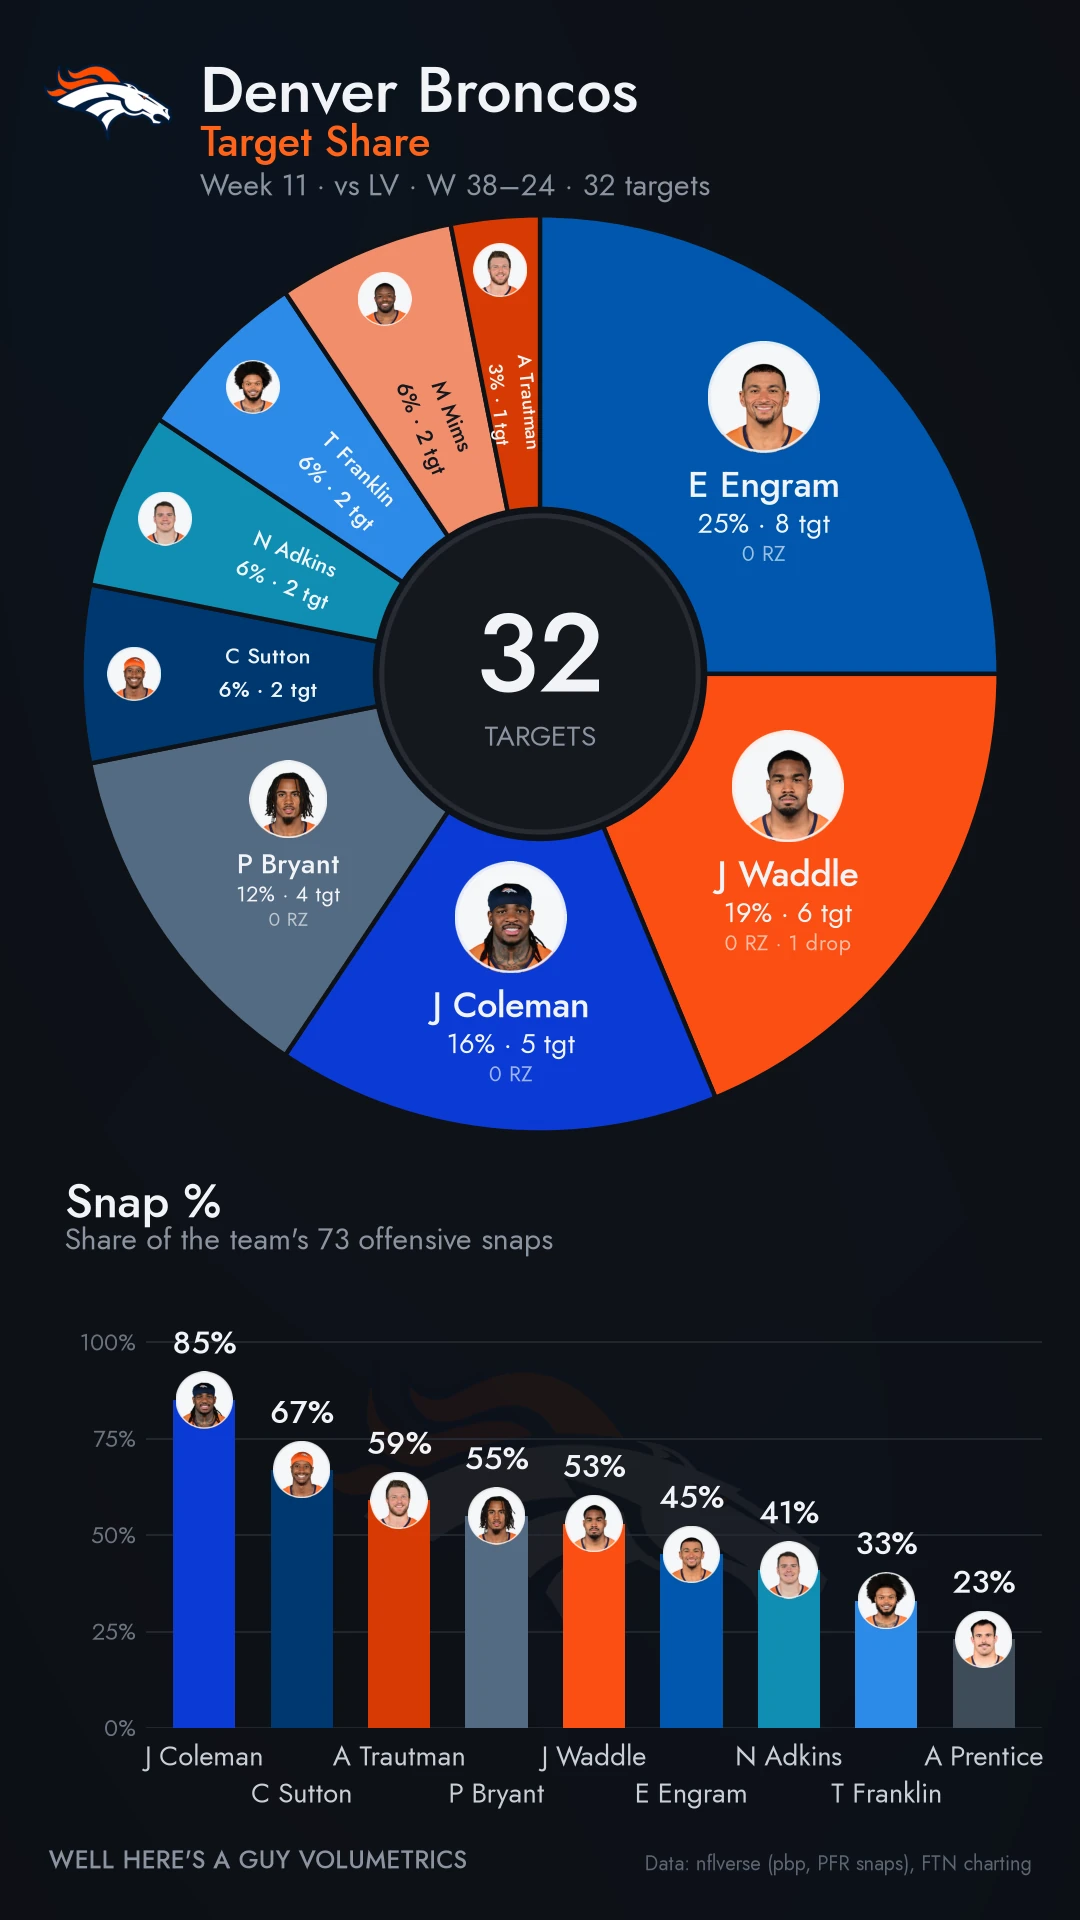 Denver Broncos
Target Share
Week 11 · vs LV · W 38–24 · 32 targets
A Trautman
3% · 1 tgt
M Mims
6% · 2 tgt
T Franklin
6% · 2 tgt
N Adkins
6% · 2 tgt
C Sutton
6% · 2 tgt
P Bryant
12% · 4 tgt
0 RZ
J Coleman
16% · 5 tgt
0 RZ
J Waddle
19% · 6 tgt
0 RZ · 1 drop
E Engram
25% · 8 tgt
0 RZ
32
TARGETS
Snap %
Share of the team's 73 offensive snaps
100%
75%
50%
25%
0%
85%
67%
59%
55%
53%
45%
41%
33%
23%
J Coleman
C Sutton
A Trautman
P Bryant
J Waddle
E Engram
N Adkins
T Franklin
A Prentice
WELL HERE'S A GUY VOLUMETRICS
Data: nflverse (pbp, PFR snaps), FTN charting